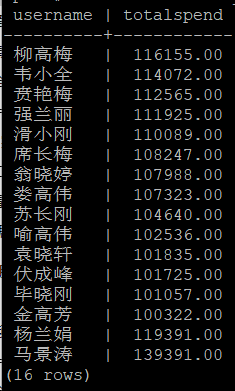 username | totalspend
----------+------------
柳高梅 | 116155.00
韦小全 | 114072.00
贲艳梅 | 112565.00
强兰丽 | 111925.00
滑小刚 | 110089.00
席长梅 | 108247.00
翁晓婷 | 107988.00
娄高伟 | 107323.00
苏长刚 | 104640.00
喻高伟 | 102536.00
袁晓轩 | 101835.00
伏成峰 | 101725.00
毕晓刚 | 101057.00
金高芳 | 100322.00
杨兰娟 | 119391.00
马景涛 | 139391.00
(16 rows)